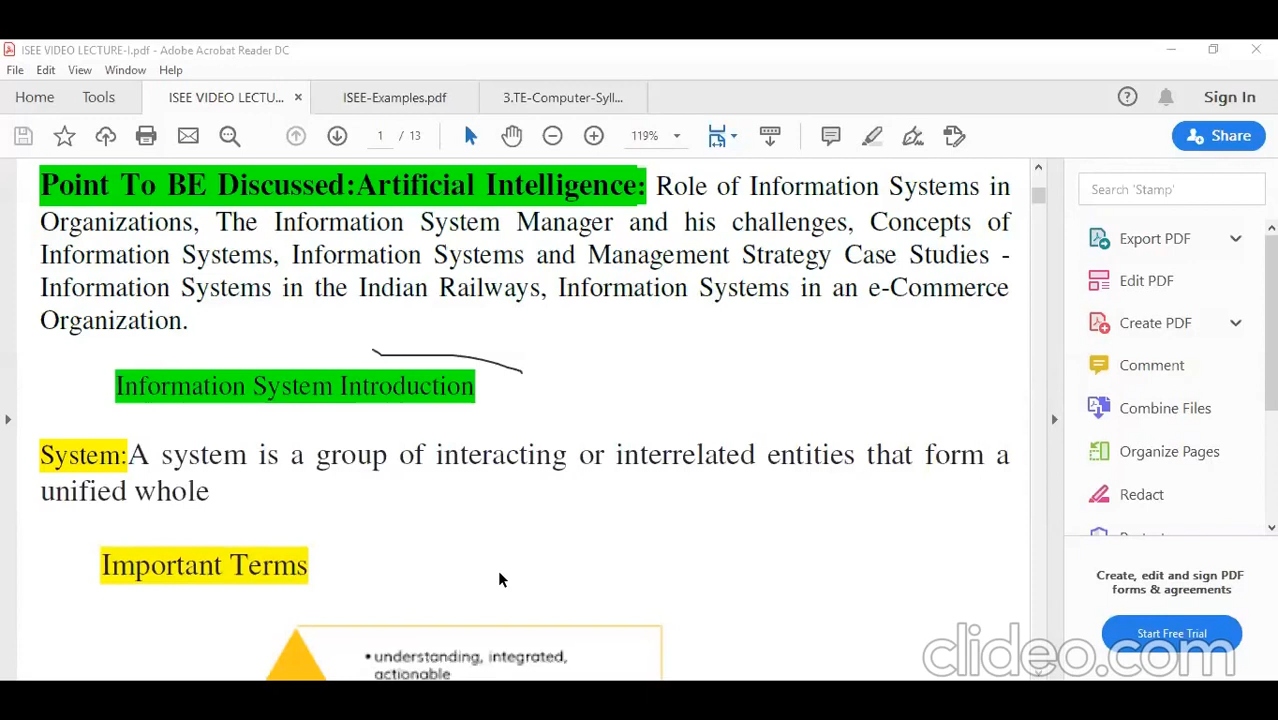 ISEE VIDEO LECTURE-I.pdf - Adobe Acrobat Reader DC
File Edit View Window Help
Home Tools ISEE VIDEO LECTU... × ISEE-Examples.pdf 3.TE-Computer-Syll... Sign In
1 / 13 119% Share
Point To BE Discussed:Artificial Intelligence: Role of Information Systems in
Organizations, The Information System Manager and his challenges, Concepts of
Information Systems, Information Systems and Management Strategy Case Studies -
Information Systems in the Indian Railways, Information Systems in an e-Commerce
Organization.
Information System Introduction
System:A system is a group of interacting or interrelated entities that form a
unified whole
Important Terms
•understanding, integrated,
actionable
Search 'Stamp'
Export PDF
Edit PDF
Create PDF
Comment
Combine Files
Organize Pages
Redact
Create, edit and sign PDF
forms & agreements
Start Free Trial
clideo.com